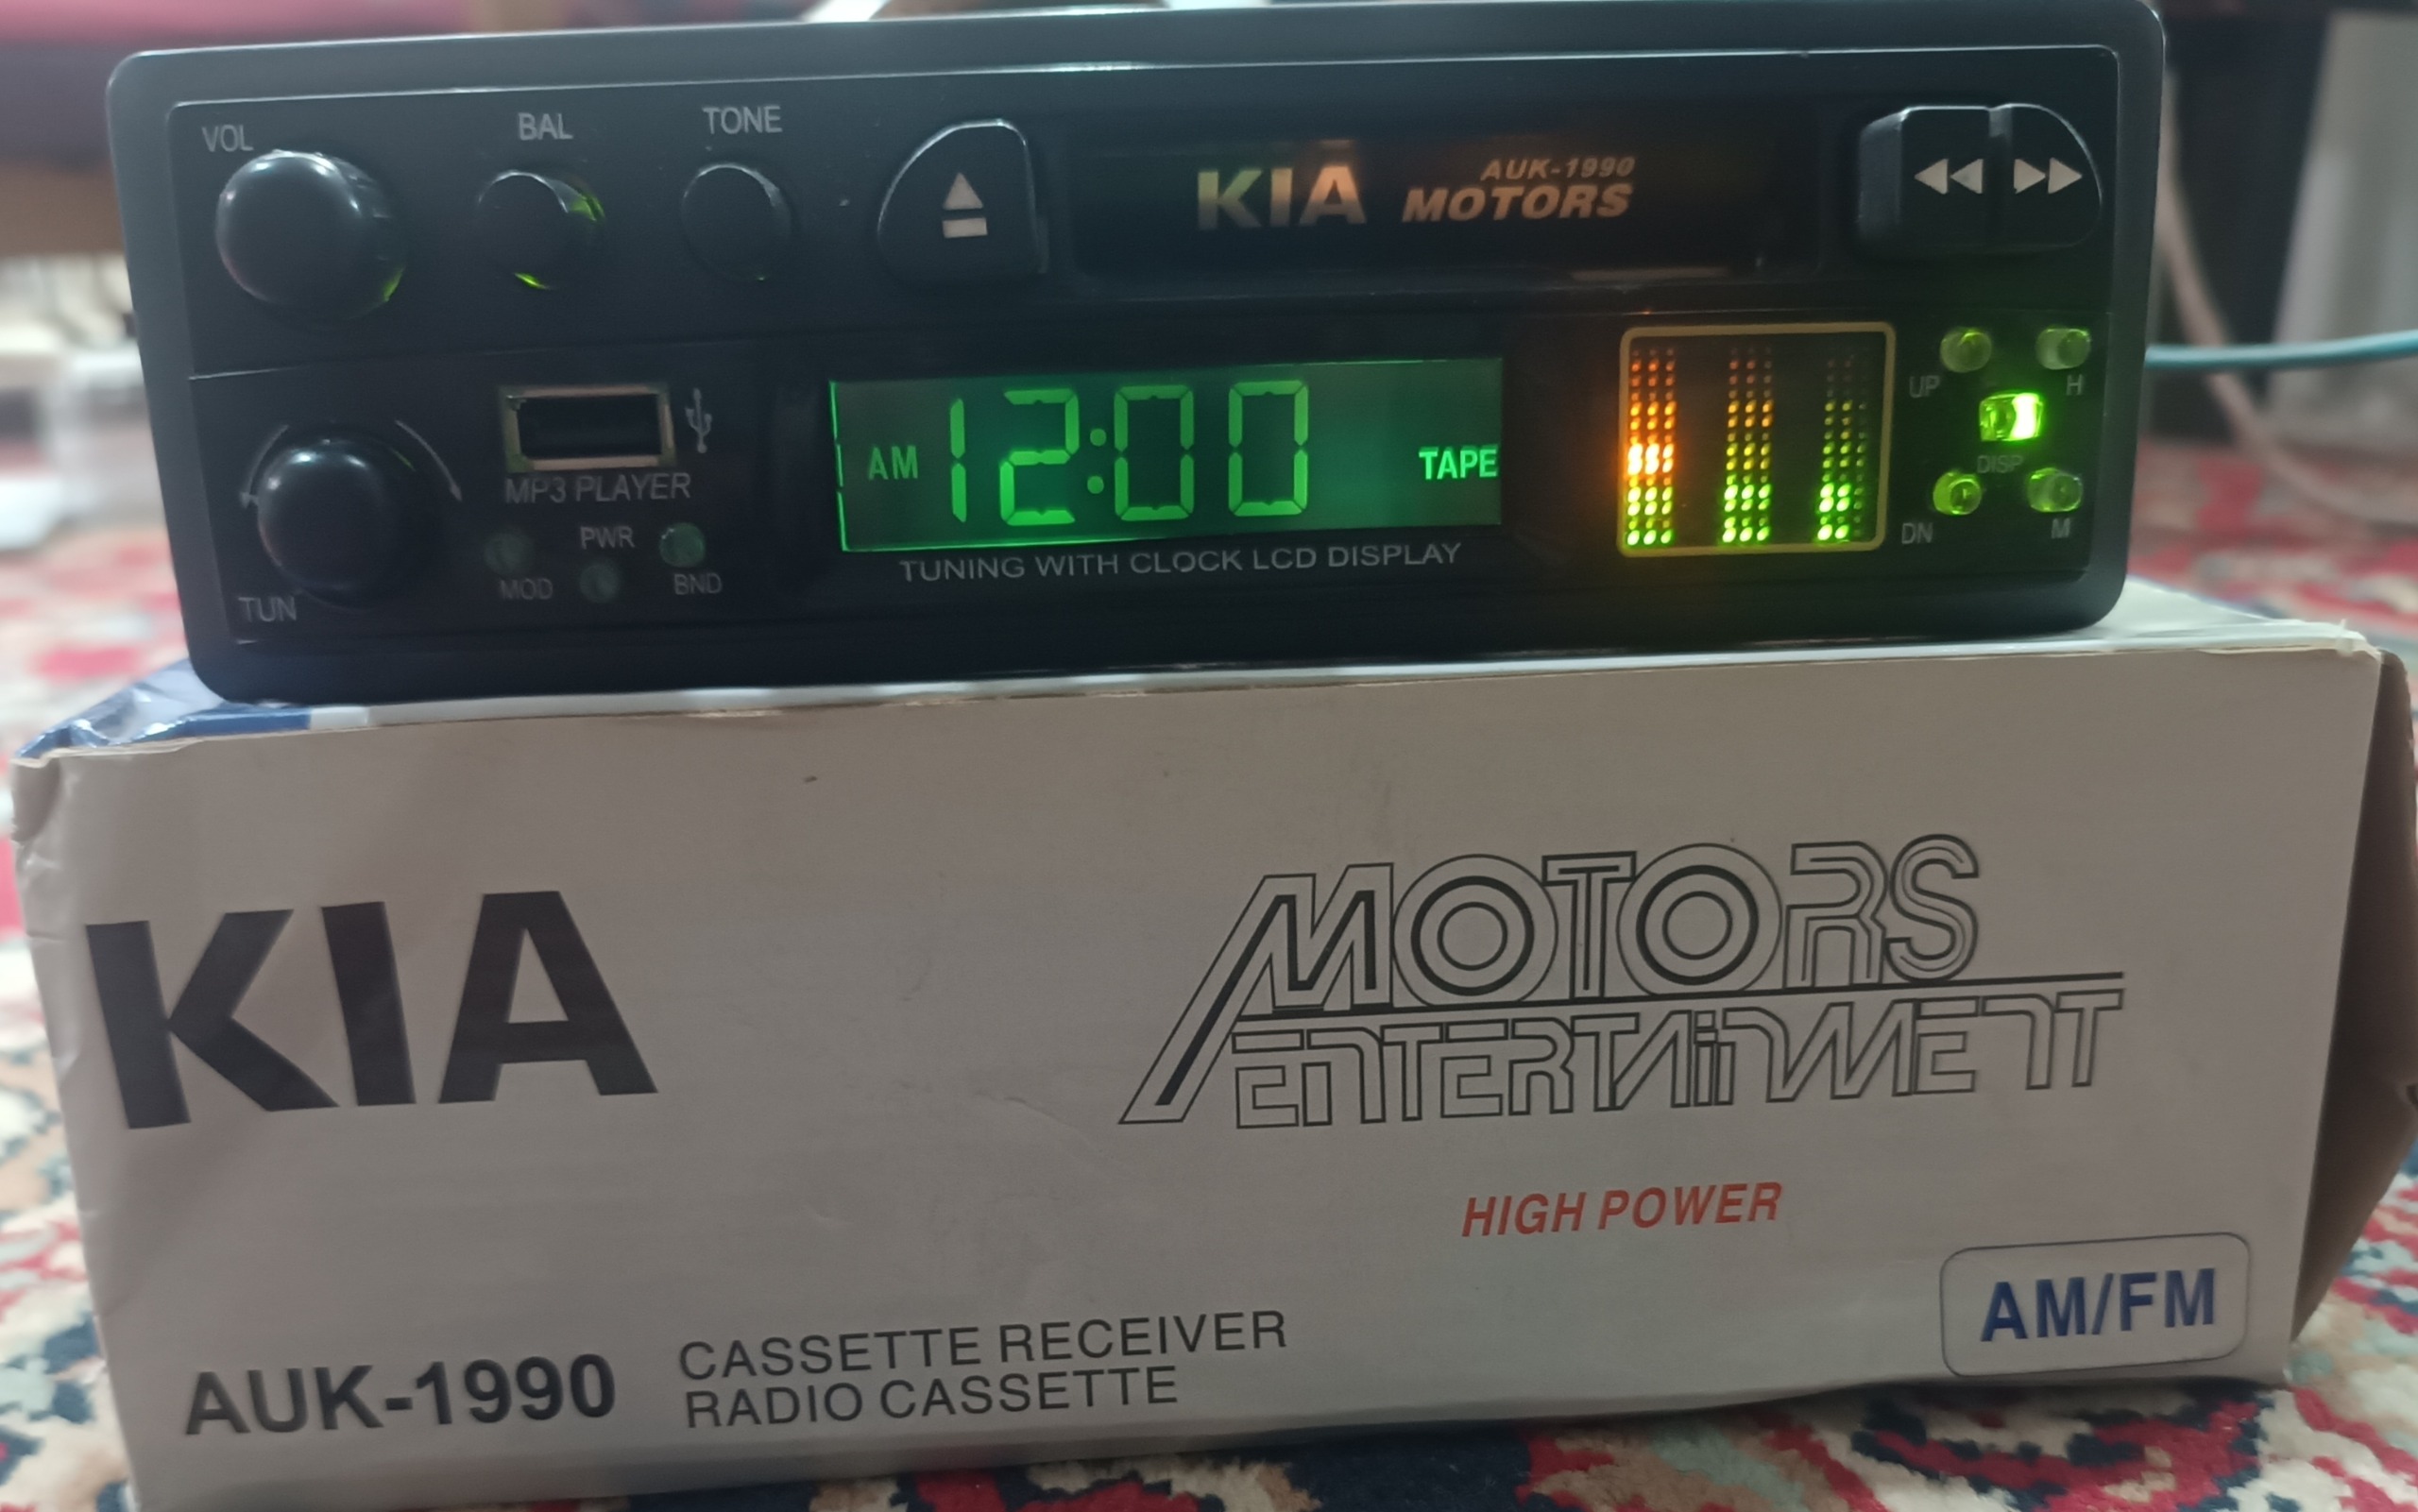 VOL
BAL
TONE
KIA
AUK-1990
MOTORS
UP
H
DISP
DN
M
MP3 PLAYER
PWR
MOD
BND
TUN
AM 12:00 TAPE
TUNING WITH CLOCK LCD DISPLAY
KIA
MOTORS
ENTERTAiNMENT
HIGH POWER
AM/FM
AUK-1990
CASSETTE RECEIVER
RADIO CASSETTE